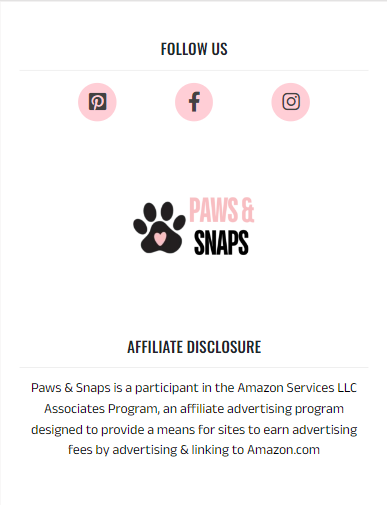 FOLLOW US
PAWS &
SNAPS
AFFILIATE DISCLOSURE
Paws & Snaps is a participant in the Amazon Services LLC
Associates Program, an affiliate advertising program
designed to provide a means for sites to earn advertising
fees by advertising & linking to Amazon.com